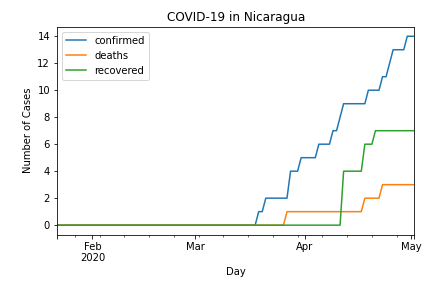 COVID-19 in Nicaragua
confirmed
deaths
recovered
Number of Cases
14
12
10
8
6
4
2
0
Feb
2020
Mar
Apr
May
Day